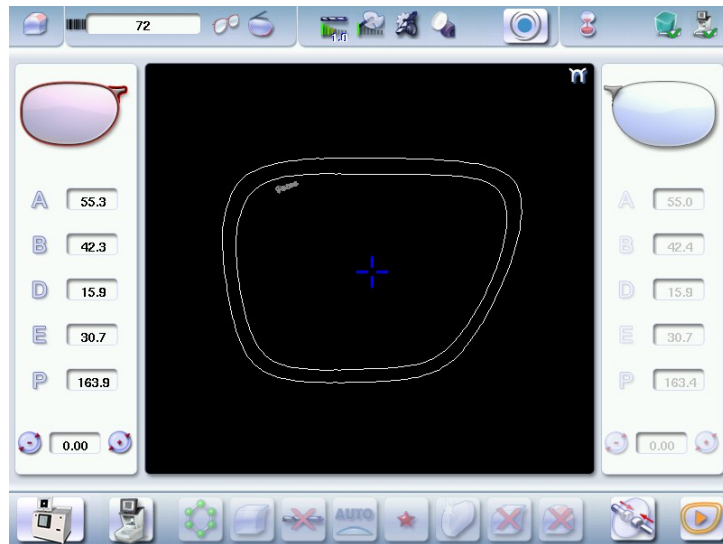 72
1.0
A 55.3
B 42.3
D 15.9
E 30.7
P 163.9
0.00
A 55.0
B 42.4
D 15.9
E 30.7
P 163.4
0.00
AUTO